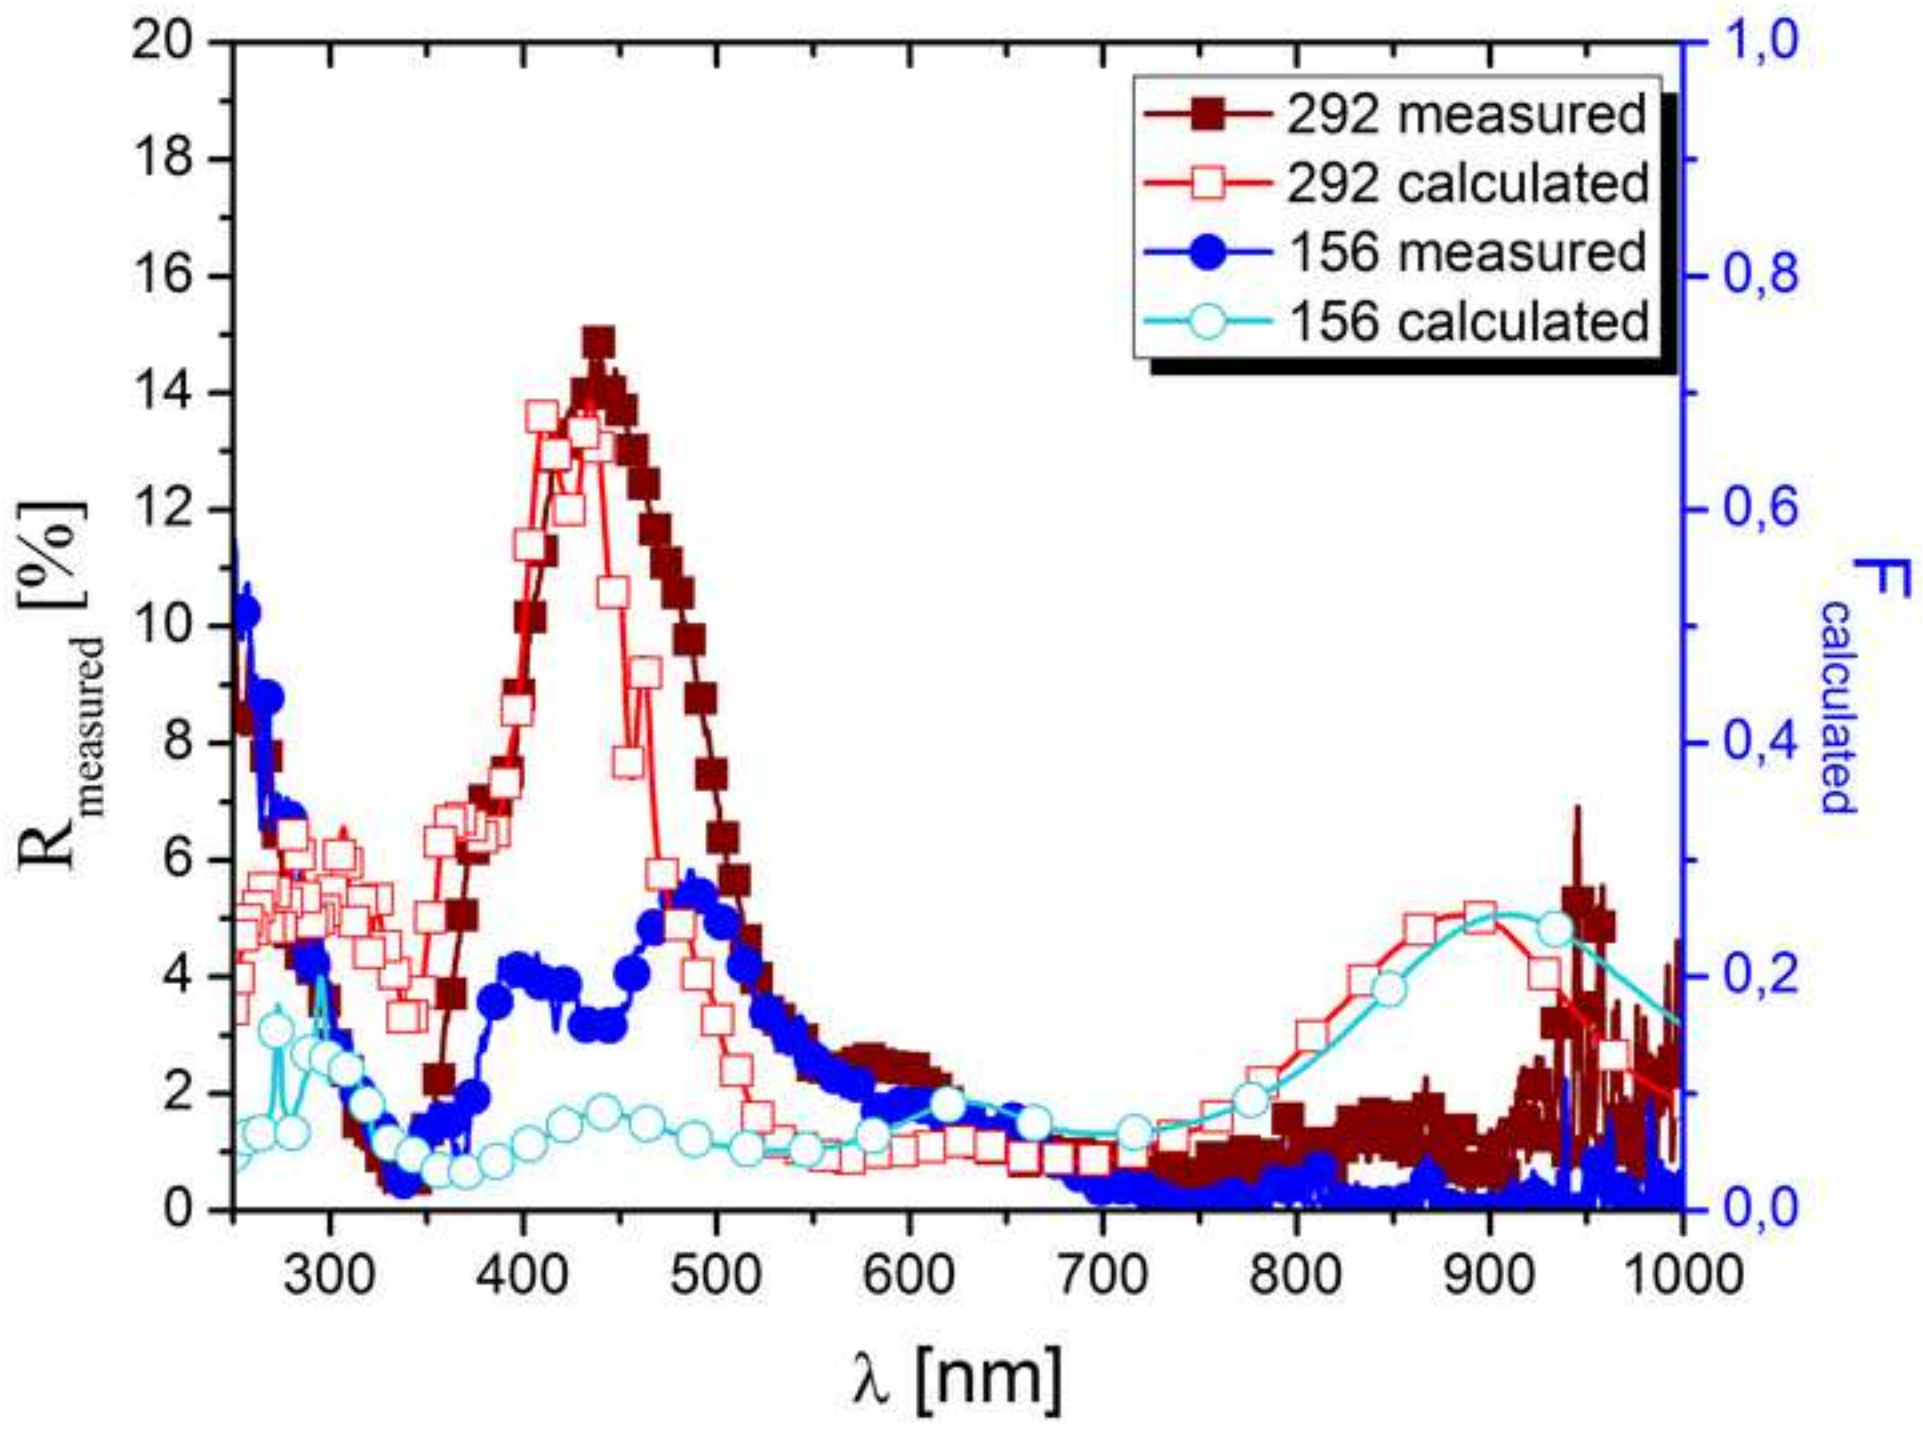 20
18
16
14
12
10
8
6
4
2
0
R measured [%]
292 measured
292 calculated
156 measured
156 calculated
1,0
0,8
0,6
0,4
0,2
0,0
F calculated
300 400 500 600 700 800 900 1000
λ [nm]